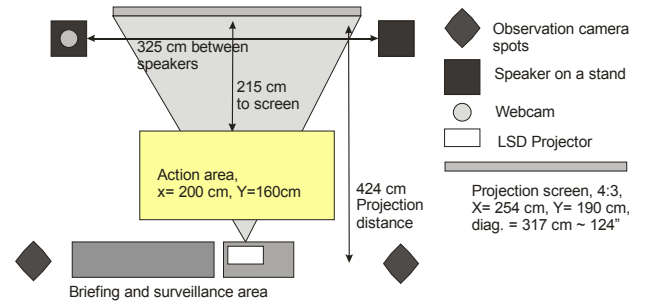 325 cm between
speakers
215 cm
to screen
Action area,
x= 200 cm, Y=160cm
424 cm
Projection
distance
Briefing and surveillance area
Observation camera
spots
Speaker on a stand
Webcam
LSD Projector
Projection screen, 4:3,
X= 254 cm, Y= 190 cm,
diag. = 317 cm ~ 124”